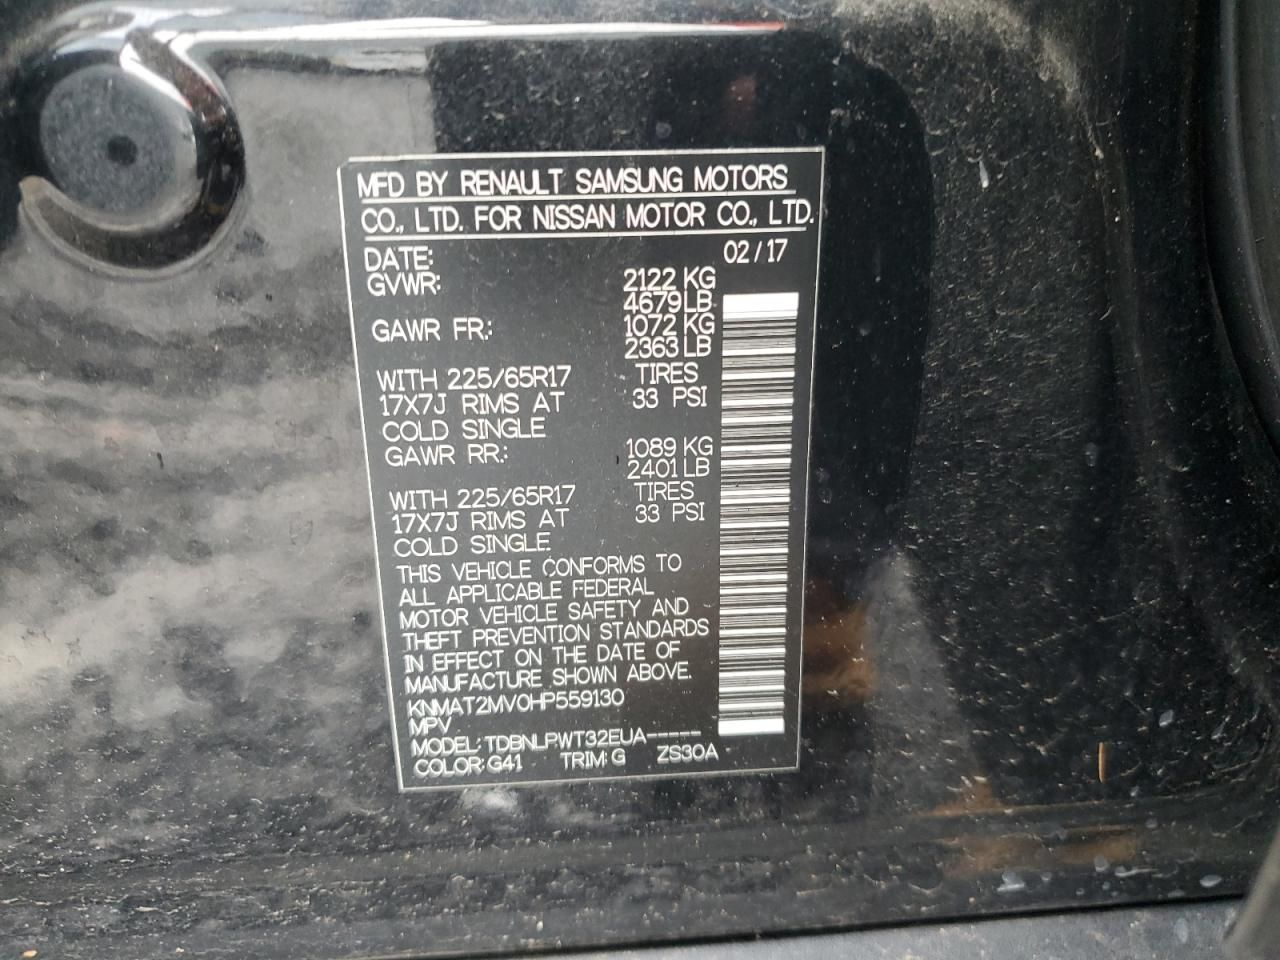 MFD BY RENAULT SAMSUNG MOTORS
CO., LTD. FOR NISSAN MOTOR CO., LTD.
DATE: 02/17
GVWR: 2122 KG
4679LB
GAWR FR: 1072 KG
2363LB
WITH 225/65R17 TIRES
17X7J RIMS AT 33 PSI
COLD SINGLE
GAWR RR: 1089 KG
2401LB
WITH 225/65R17 TIRES
17X7J RIMS AT 33 PSI
COLD SINGLE
THIS VEHICLE CONFORMS TO
ALL APPLICABLE FEDERAL
MOTOR VEHICLE SAFETY AND
THEFT PREVENTION STANDARDS
IN EFFECT ON THE DATE OF
MANUFACTURE SHOWN ABOVE.
KNMAT2MV0HP559130
MPV
MODEL: TDBNLPWT32EUA-----
COLOR:G41 TRIM:G ZS30A